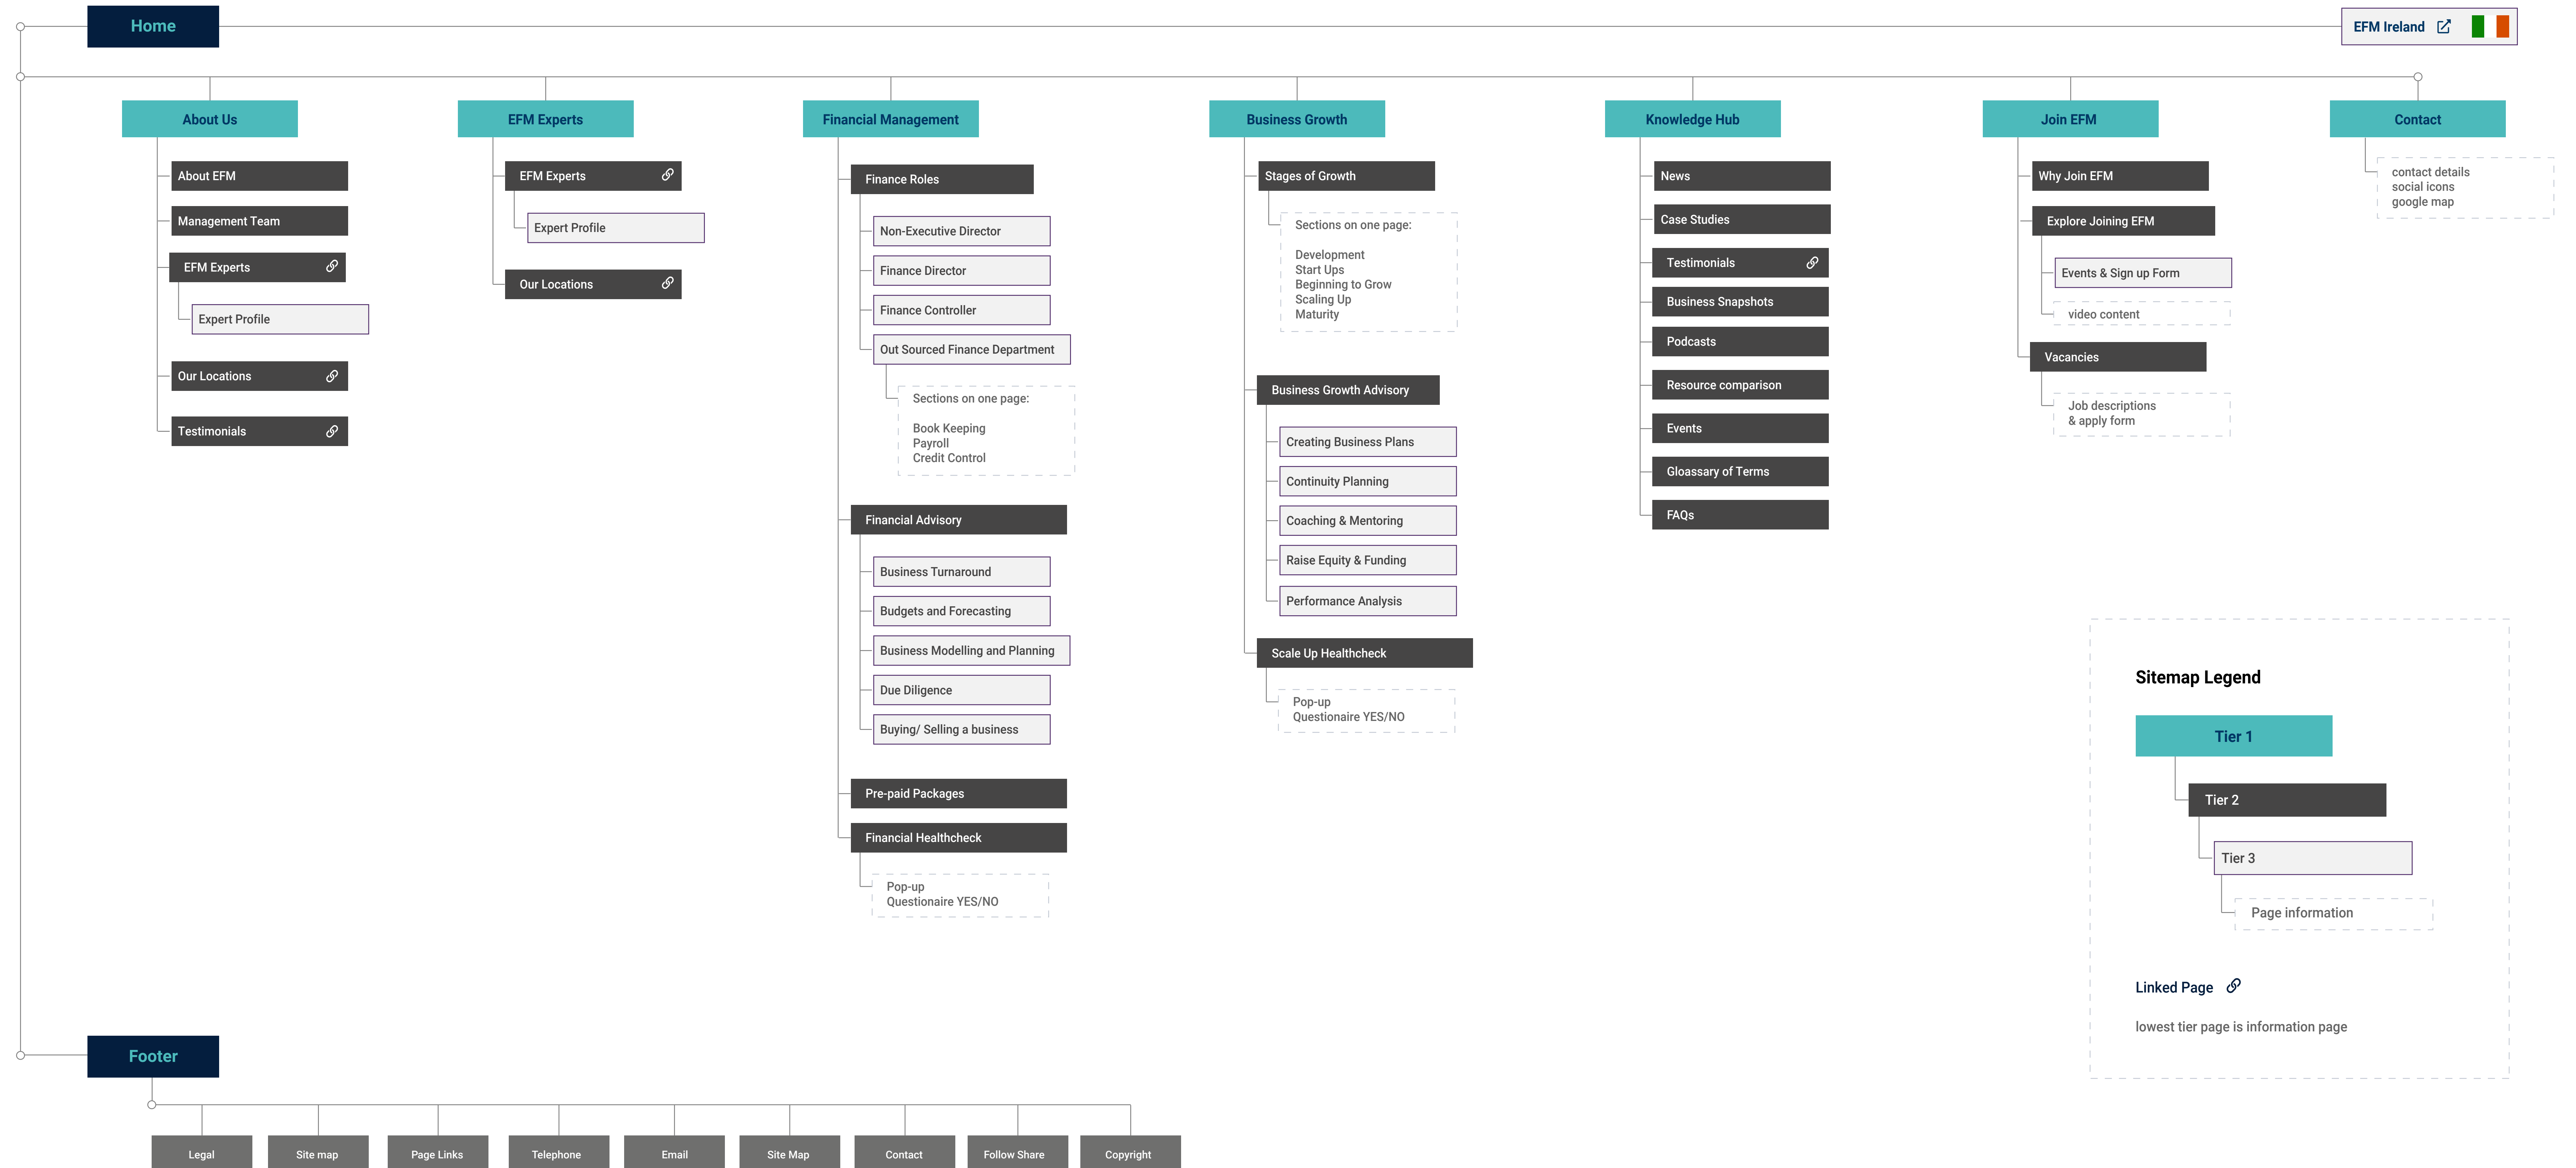 Home
EFM Ireland
About Us
About EFM
Management Team
EFM Experts
Expert Profile
Our Locations
Testimonials
EFM Experts
EFM Experts
Expert Profile
Our Locations
Financial Management
Finance Roles
Non-Executive Director
Finance Director
Finance Controller
Out Sourced Finance Department
Sections on one page:
Book Keeping
Payroll
Credit Control
Financial Advisory
Business Turnaround
Budgets and Forecasting
Business Modelling and Planning
Due Diligence
Buying/ Selling a business
Pre-paid Packages
Financial Healthcheck
Pop-up
Questionaire YES/NO
Business Growth
Stages of Growth
Sections on one page:
Development
Start Ups
Beginning to Grow
Scaling Up
Maturity
Business Growth Advisory
Creating Business Plans
Continuity Planning
Coaching & Mentoring
Raise Equity & Funding
Performance Analysis
Scale Up Healthcheck
Pop-up
Questionaire YES/NO
Knowledge Hub
News
Case Studies
Testimonials
Business Snapshots
Podcasts
Resource comparison
Events
Gloassary of Terms
FAQs
Join EFM
Why Join EFM
Explore Joining EFM
Events & Sign up Form
video content
Vacancies
Job descriptions
& apply form
Contact
contact details
social icons
google map
Sitemap Legend
Tier 1
Tier 2
Tier 3
Page information
Linked Page
lowest tier page is information page
Footer
Legal
Site map
Page Links
Telephone
Email
Site Map
Contact
Follow Share
Copyright